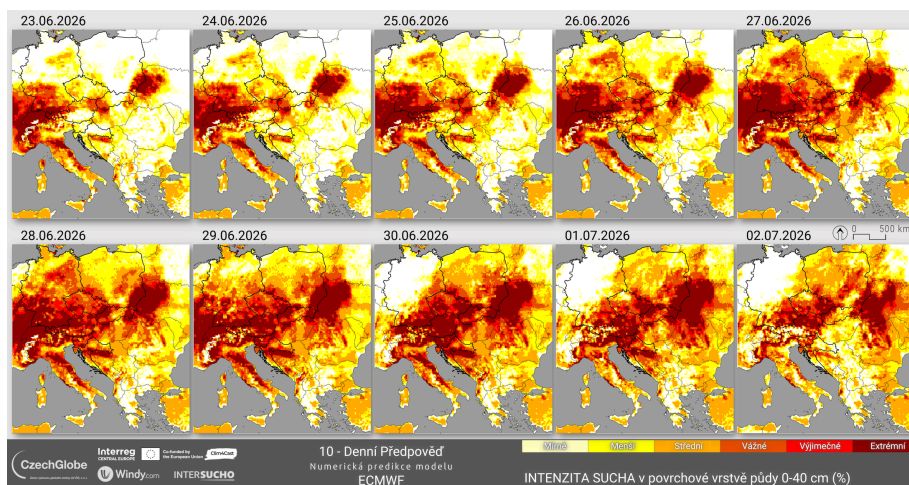 23.06.2026
24.06.2026
25.06.2026
26.06.2026
27.06.2026
28.06.2026
29.06.2026
30.06.2026
01.07.2026
02.07.2026
0 500 km
CzechGlobe
Interreg
CENTRAL EUROPE
Co-funded by
the European Union
Clim4Cast
Windy.com
INTERSUCHO
10 - Denní Předpověď
Numerická predikce modelu
ECMWF
Mírné
Menší
Střední
Vážné
Výjimečné
Extrémní
INTENZITA SUCHA v povrchové vrstvě půdy 0-40 cm (%)